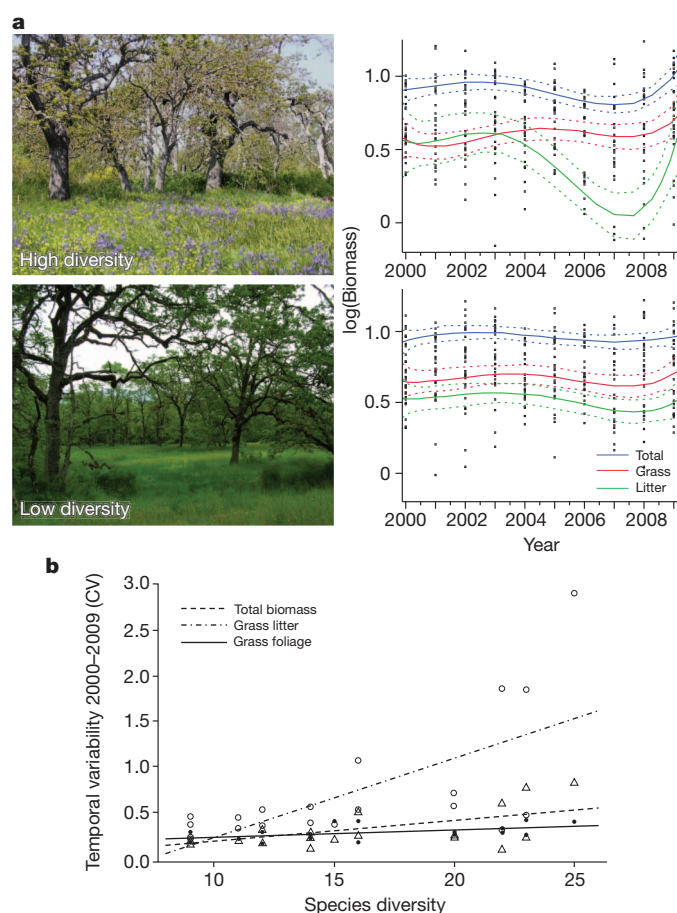 a
High diversity
Low diversity
log(Biomass)
1.0
0.5
0
2000 2002 2004 2006 2008
1.0
0.5
0
Total
Grass
Litter
2000 2002 2004 2006 2008
Year
b
Temporal variability 2000–2009 (CV)
3.0
2.5
2.0
1.5
1.0
0.5
0.0
Total biomass
Grass litter
Grass foliage
10 15 20 25
Species diversity